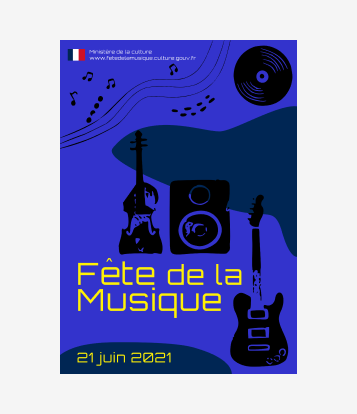 Ministère de la culture
www.fetedelamusique.culture.gouv.fr
Fête de la
Musique
21 juin 2021